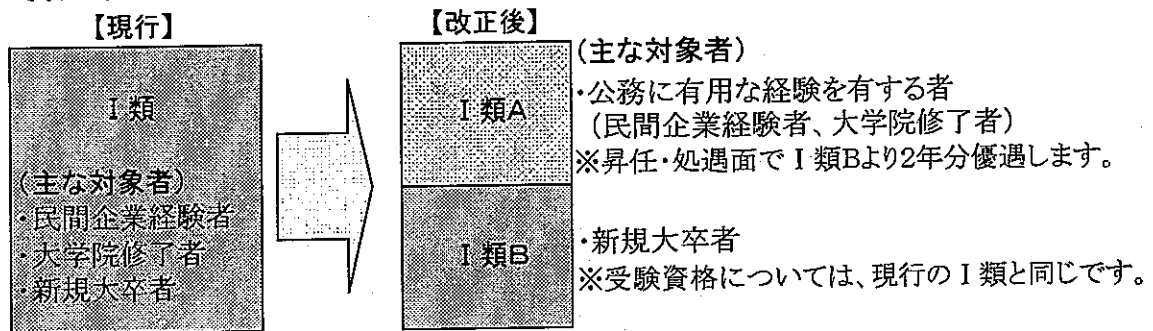 【現行】
Ⅰ類
(主な対象者)
・民間企業経験者
・大学院修了者
・新規大卒者
【改正後】
Ⅰ類A
(主な対象者)
・公務に有用な経験を有する者
(民間企業経験者、大学院修了者)
※昇任・処遇面でⅠ類Bより2年分優遇します。
Ⅰ類B
・新規大卒者
※受験資格については、現行のⅠ類と同じです。